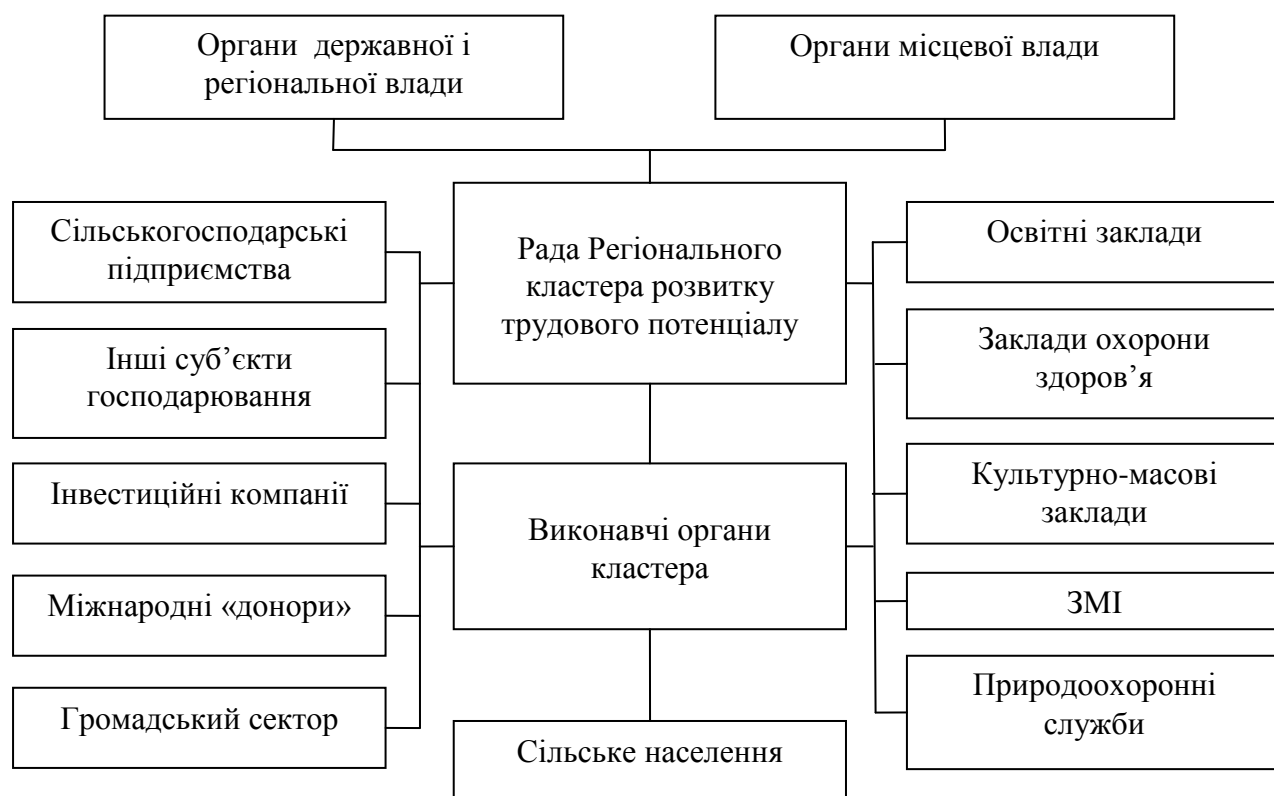 Органи державної і
регіональної влади
Органи місцевої влади
Сільськогосподарські
підприємства
Інші суб’єкти
господарювання
Інвестиційні компанії
Міжнародні «донори»
Громадський сектор
Рада Регіонального
кластера розвитку
трудового потенціалу
Виконавчі органи
кластера
Сільське населення
Освітні заклади
Заклади охорони
здоров’я
Культурно-масові
заклади
ЗМІ
Природоохоронні
служби